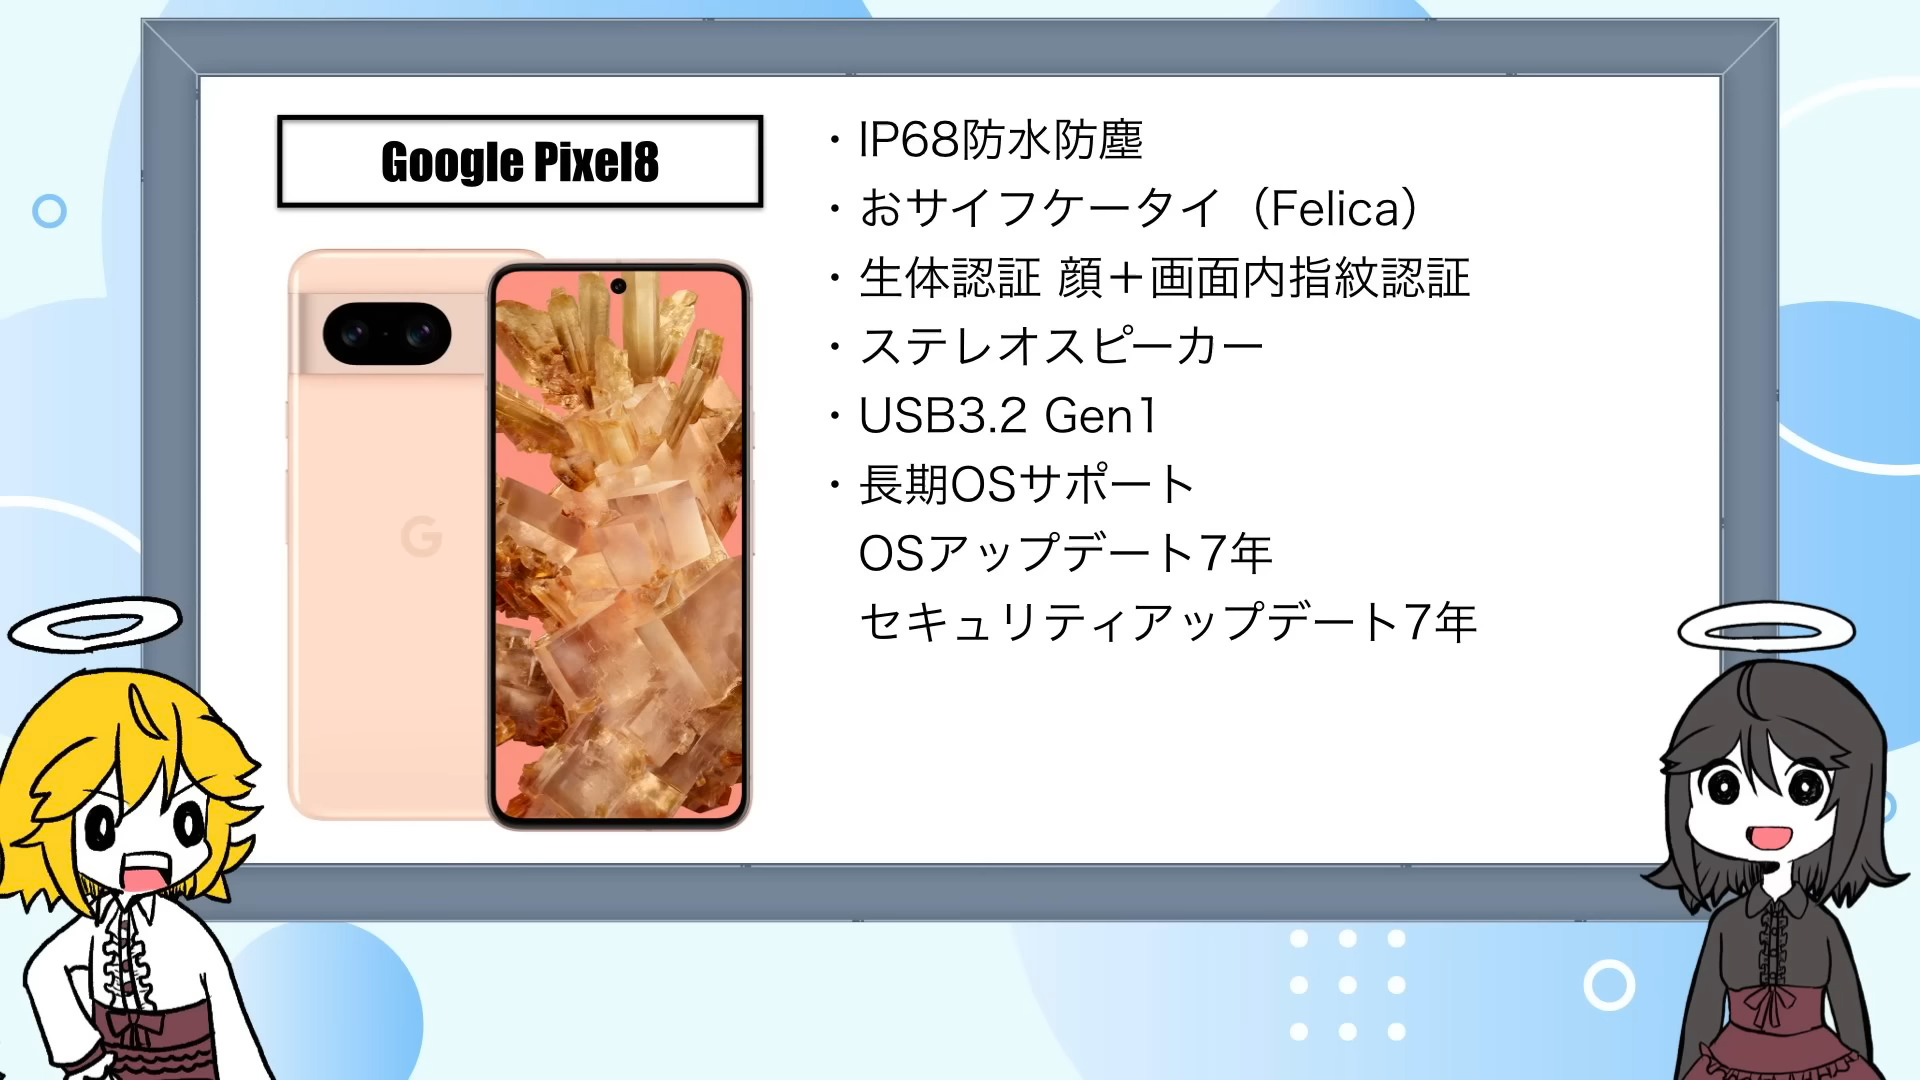 Google Pixel8
・IP68防水防塵
・おサイフケータイ（Felica）
・生体認証 顔＋画面内指紋認証
・ステレオスピーカー
・USB3.2 Gen1
・長期OSサポート
OSアップデート7年
セキュリティアップデート7年
G